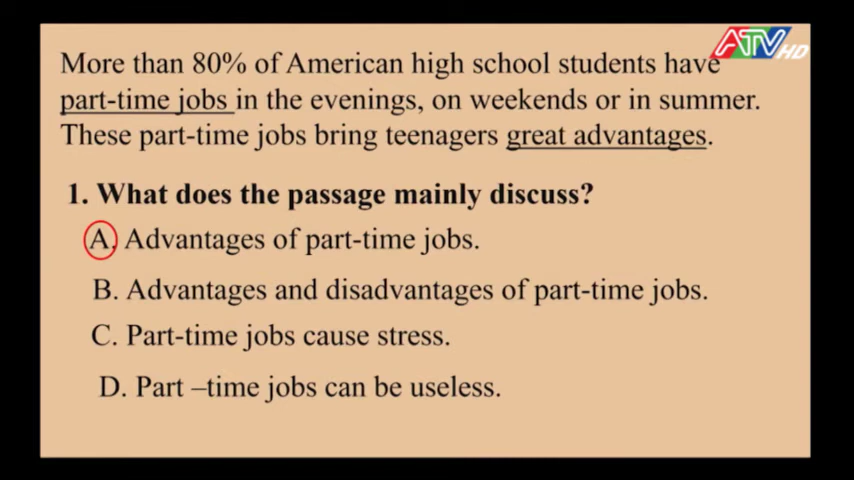 ATV HD
More than 80% of American high school students have
part-time jobs in the evenings, on weekends or in summer.
These part-time jobs bring teenagers great advantages.
1. What does the passage mainly discuss?
A. Advantages of part-time jobs.
B. Advantages and disadvantages of part-time jobs.
C. Part-time jobs cause stress.
D. Part –time jobs can be useless.